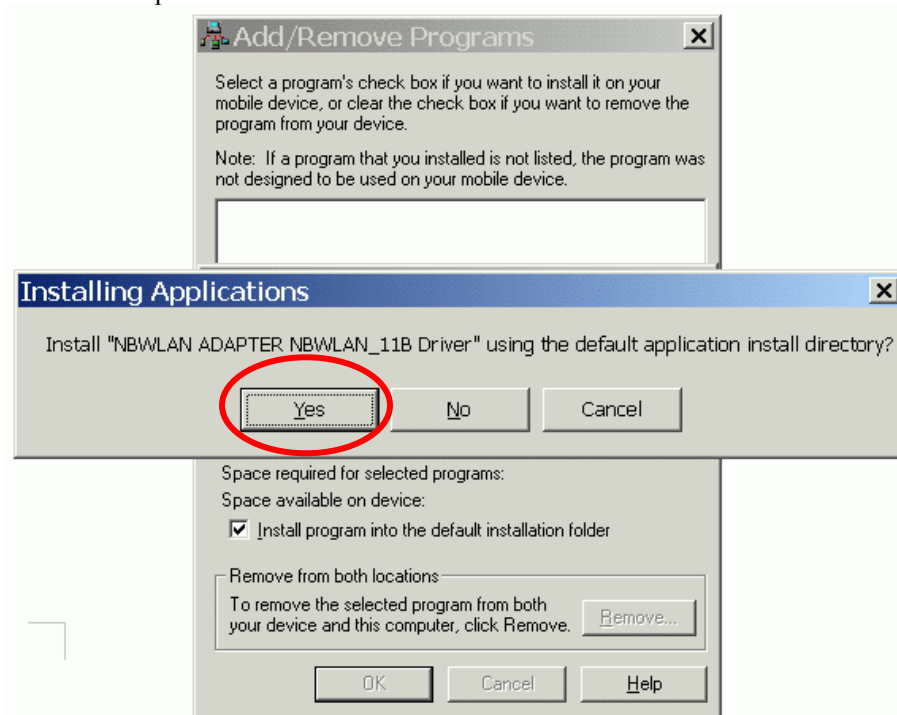 Add/Remove Programs
Select a program's check box if you want to install it on your
mobile device, or clear the check box if you want to remove the
program from your device.
Note: If a program that you installed is not listed, the program was
not designed to be used on your mobile device.
Installing Applications
Install "NBWLAN ADAPTER NBWLAN_11B Driver" using the default application install directory?
Yes No Cancel
Space required for selected programs:
Space available on device:
Install program into the default installation folder
Remove from both locations
To remove the selected program from both
your device and this computer, click Remove.
Remove...
OK Cancel Help